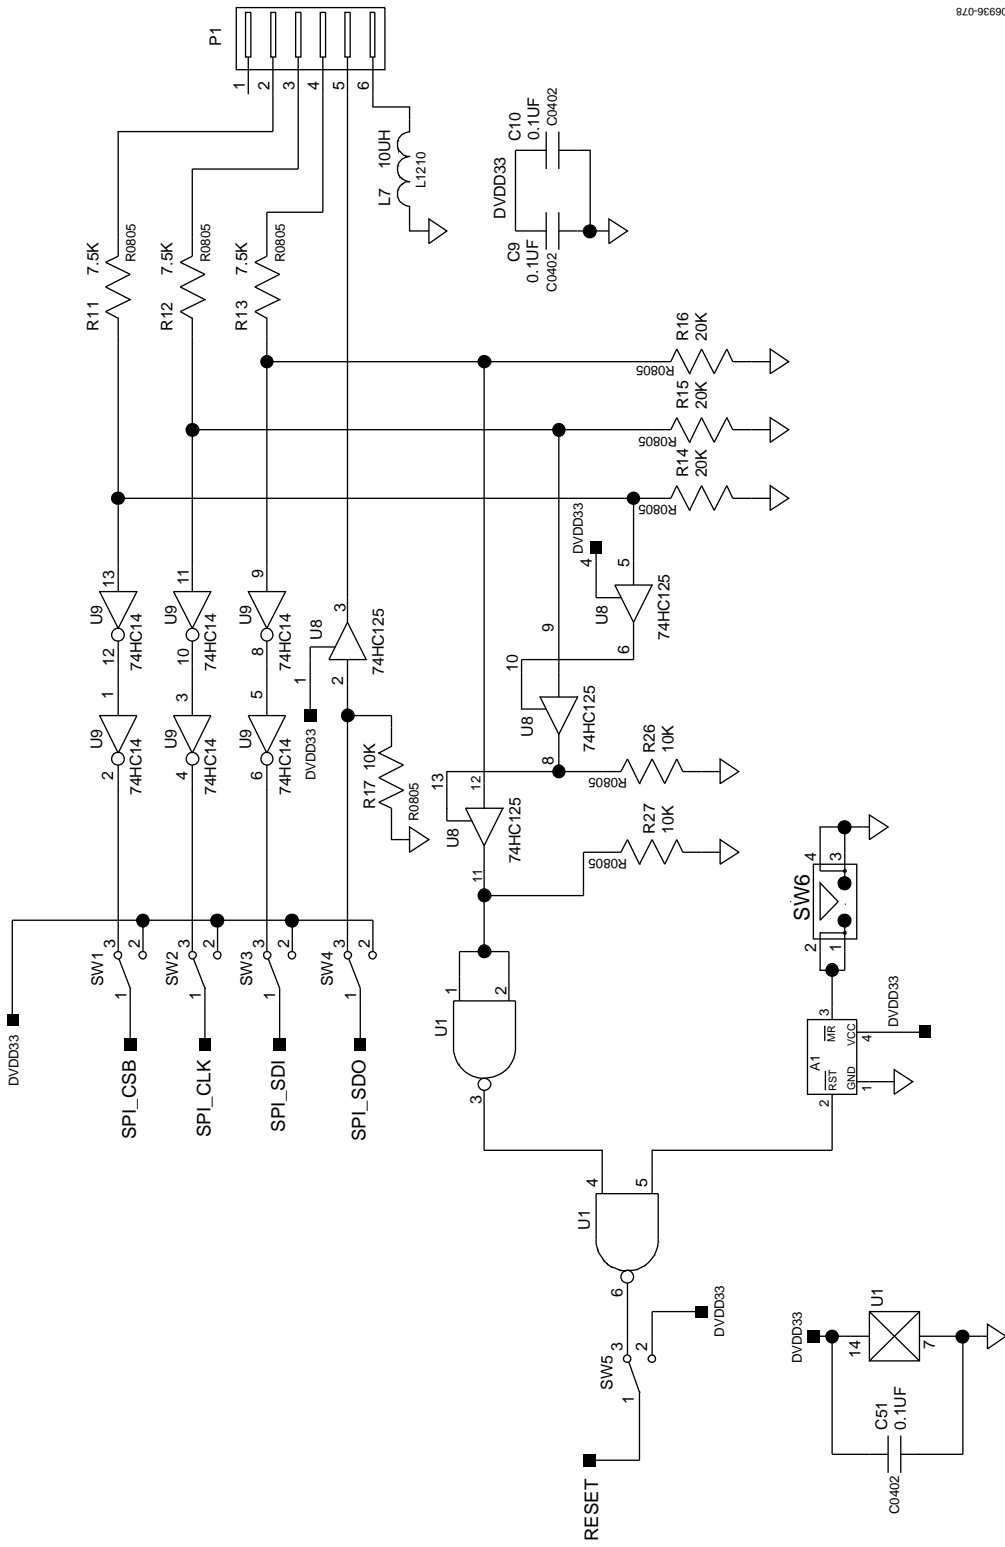 06936-078
P1
1
2
3
4
5
6
L7
10UH
L1210
R11
7.5K
R0805
R12
7.5K
R0805
R13
7.5K
R0805
DVDD33
C9
0.1UF
C0402
C10
0.1UF
C0402
R16
20K
R0805
R15
20K
R0805
R14
20K
R0805
U9
13
12
74HC14
U9
11
10
74HC14
U9
9
8
74HC14
U9
1
2
74HC14
U9
3
4
74HC14
U9
5
6
74HC14
DVDD33
1
U8
2
3
74HC125
R17
10K
R0805
DVDD33
4
U8
5
6
74HC125
10
9
U8
8
74HC125
13
12
U8
11
74HC125
R26
10K
R0805
R27
10K
R0805
DVDD33
SW1
3
2
1
SPI_CSB
SW2
3
2
1
SPI_CLK
SW3
3
2
1
SPI_SDI
SW4
3
2
1
SPI_SDO
U1
1
2
3
SW6
2
1
4
3
A1
RST
MR
GND
VCC
2
3
1
4
DVDD33
U1
4
5
6
SW5
3
2
1
DVDD33
RESET
DVDD33
14
U1
7
C51
0.1UF
C0402